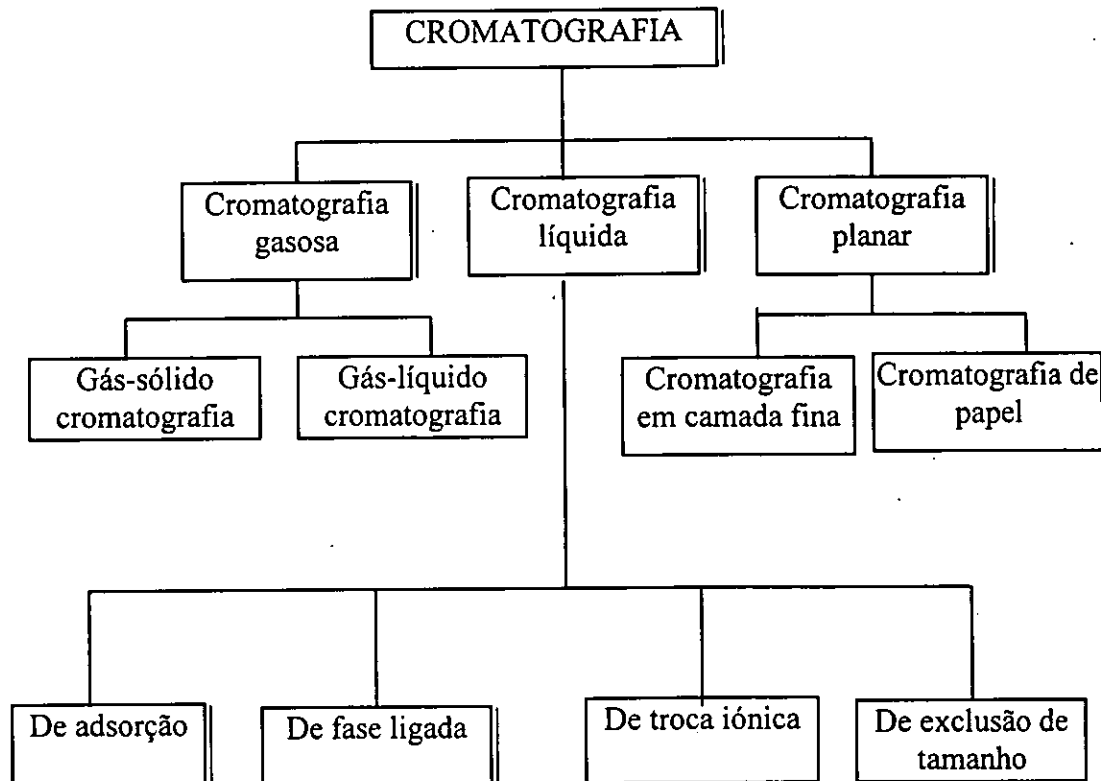 CROMATOGRAFIA
Cromatografia
gasosa
Cromatografia
líquida
Cromatografia
planar
Gás-sólido
cromatografia
Gás-líquido
cromatografia
Cromatografia
em camada fina
Cromatografia de
papel
De adsorção
De fase ligada
De troca iónica
De exclusão de
tamanho